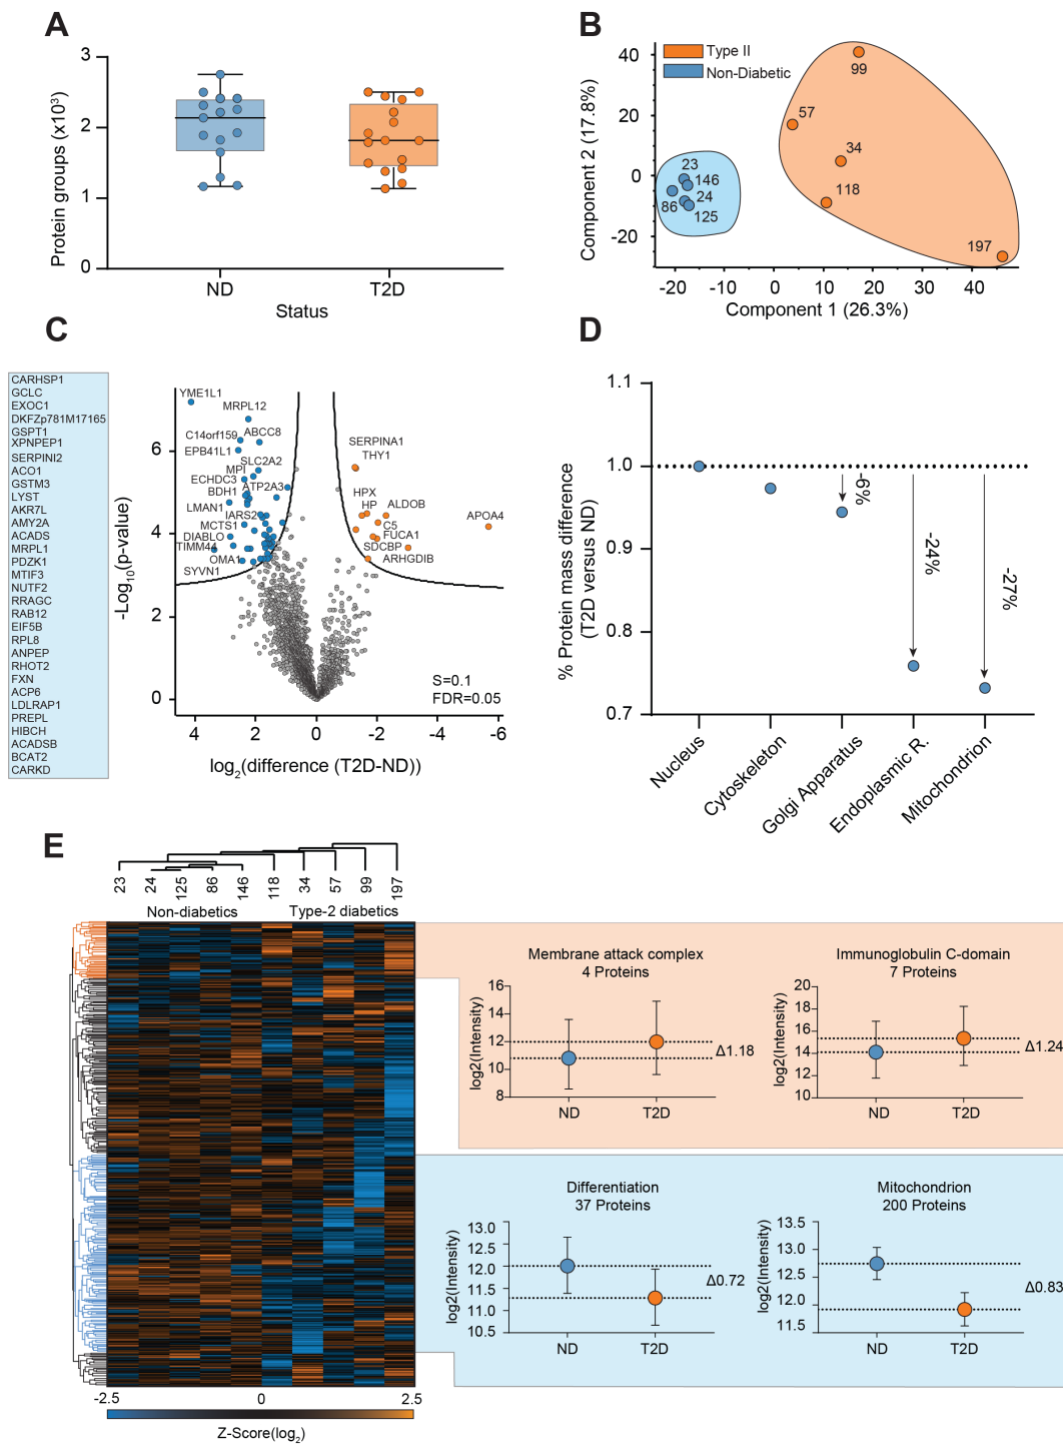 A
3
2
1
0
Protein groups (x10³)
ND
T2D
Status
B
Type II
Non-Diabetic
40
20
0
-20
Component 2 (17.8%)
99
57
34
118
197
23
146
24
86
125
-20
-10
0
10
20
30
40
Component 1 (26.3%)
C
CARHSP1
GCLC
EXOC1
DKFZp781M17165
GSPT1
XPNPEP1
SERPINI2
ACO1
GSTM3
LYST
AKR7L
AMY2A
ACADS
MRPL1
PDZK1
MTIF3
NUTF2
RRAGC
RAB12
EIF5B
RPL8
ANPEP
RHOT2
FXN
ACP6
LDLRAP1
PREPL
HIBCH
ACADSB
BCAT2
CARKD
-Log₁₀(p-value)
6
4
2
0
YME1L1
MRPL12
C14orf159
ABCC8
EPB41L1
SLC2A2
MPI
ECHDC3
ATP2A3
BDH1
LMAN1
IARS2
MCTS1
DIABLO
TIMM44
OMA1
SYVN1
SERPINA1
THY1
HPX
HP
ALDOB
C5
APOA4
FUCA1
SDCBP
ARHGDIB
S=0.1
FDR=0.05
4
2
0
-2
-4
-6
log₂(difference (T2D-ND))
D
1.1
1.0
0.9
0.8
0.7
% Protein mass difference
(T2D versus ND)
-6%
-24%
-27%
Nucleus
Cytoskeleton
Golgi Apparatus
Endoplasmic R.
Mitochondrion
E
23
24
125
86
146
118
34
57
99
197
Non-diabetics
Type-2 diabetics
-2.5
0
2.5
Z-Score(log₂)
Membrane attack complex
4 Proteins
log2(Intensity)
16
14
12
10
8
Δ1.18
ND
T2D
Immunoglobulin C-domain
7 Proteins
log2(Intensity)
20
18
16
14
12
10
Δ1.24
ND
T2D
Differentiation
37 Proteins
log2(Intensity)
13.0
12.5
12.0
11.5
11.0
10.5
Δ0.72
ND
T2D
Mitochondrion
200 Proteins
log2(Intensity)
13.5
13.0
12.5
12.0
11.5
Δ0.83
ND
T2D